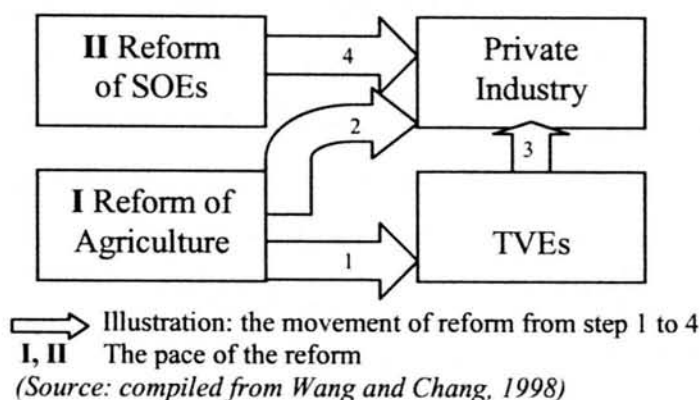 II Reform
of SOEs
4
Private
Industry
2
3
I Reform of
Agriculture
1
TVEs
Illustration: the movement of reform from step 1 to 4
I, II The pace of the reform
(Source: compiled from Wang and Chang, 1998)